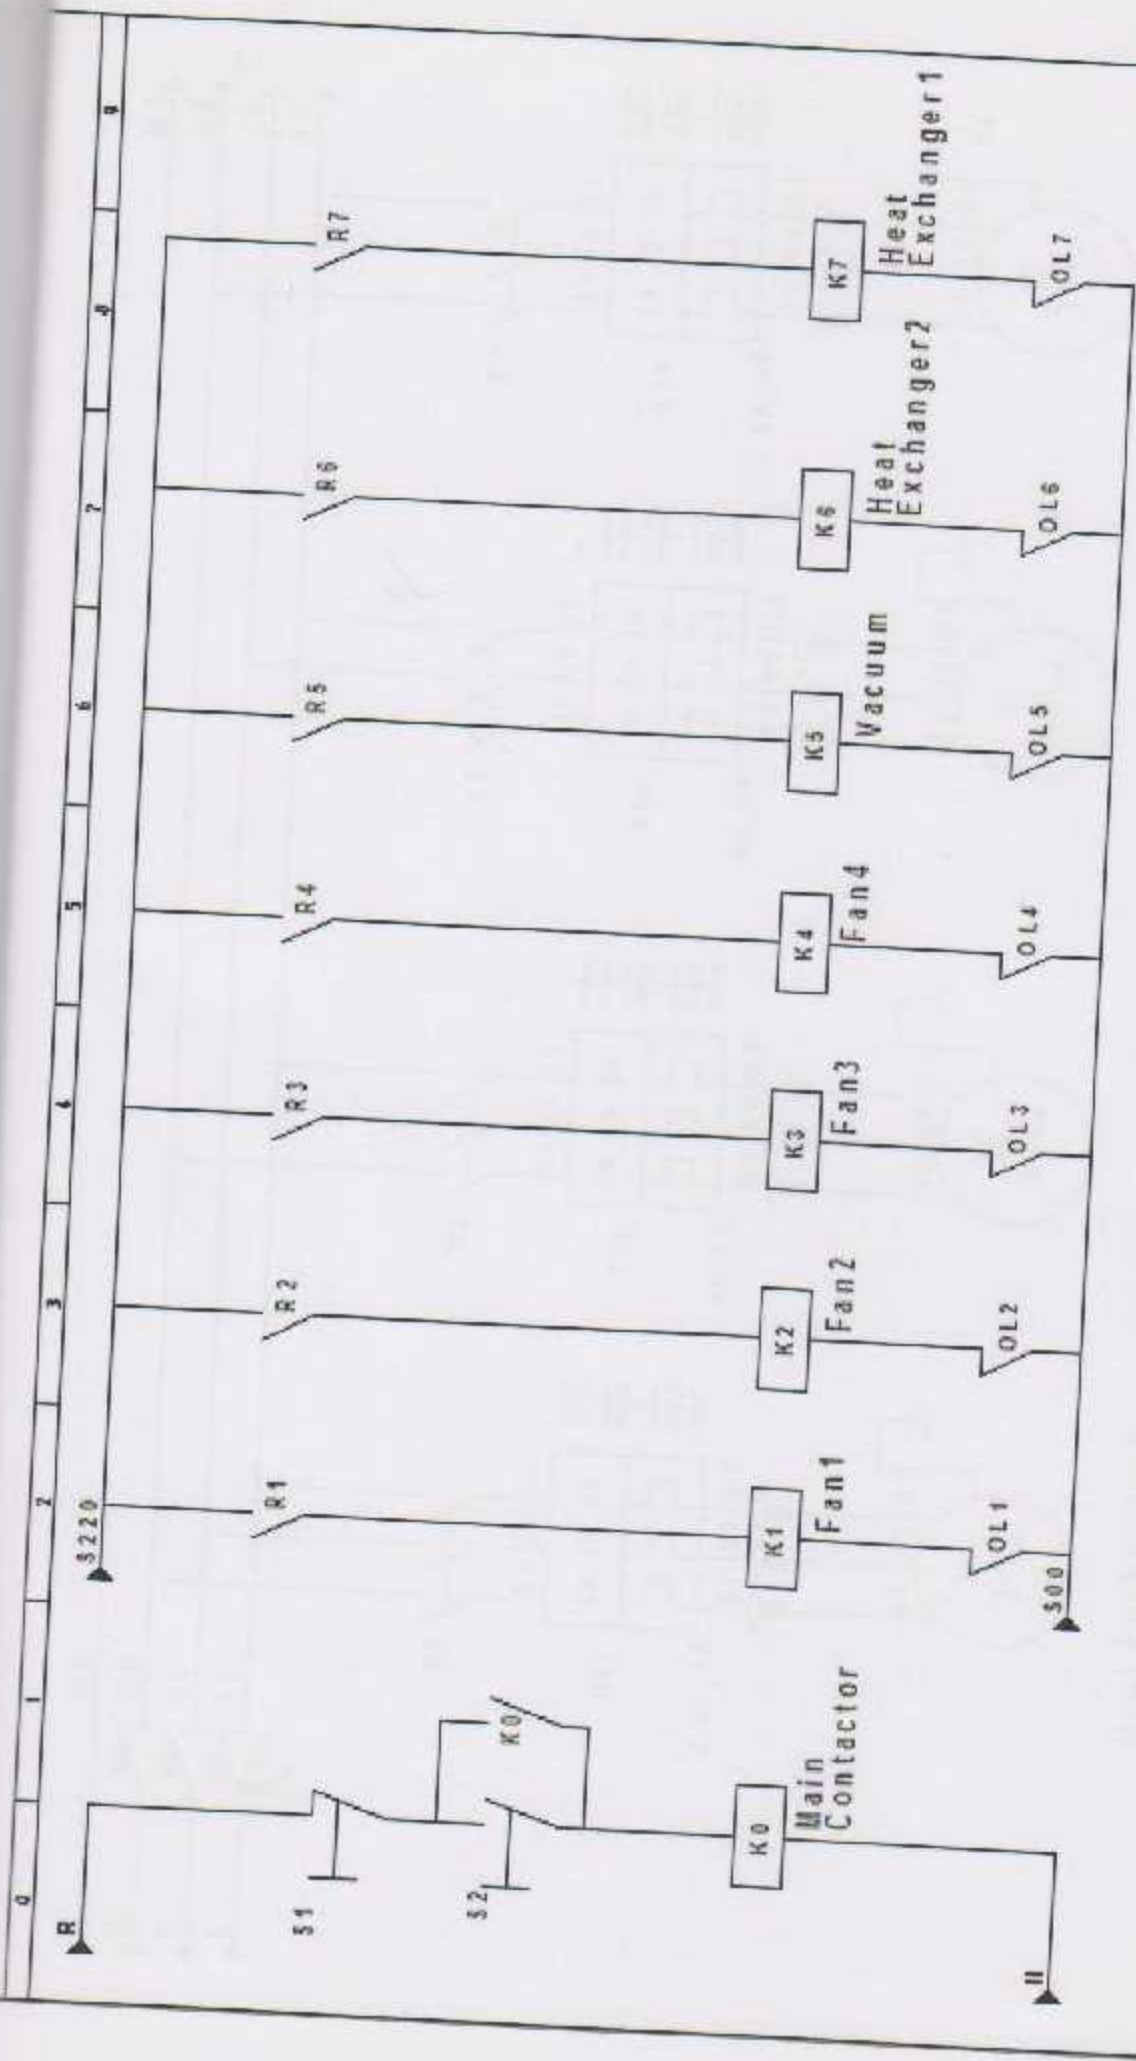 0 1 2 3 4 5 6 7 8 9
R
S220
S1
S2
K0
R1
R2
R3
R4
R5
R6
R7
K0
Main
Contactor
K1
Fan1
K2
Fan2
K3
Fan3
K4
Fan4
K5
Vacuum
K6
Heat
Exchanger2
K7
Heat
Exchanger1
OL1
OL2
OL3
OL4
OL5
OL6
OL7
N
S00